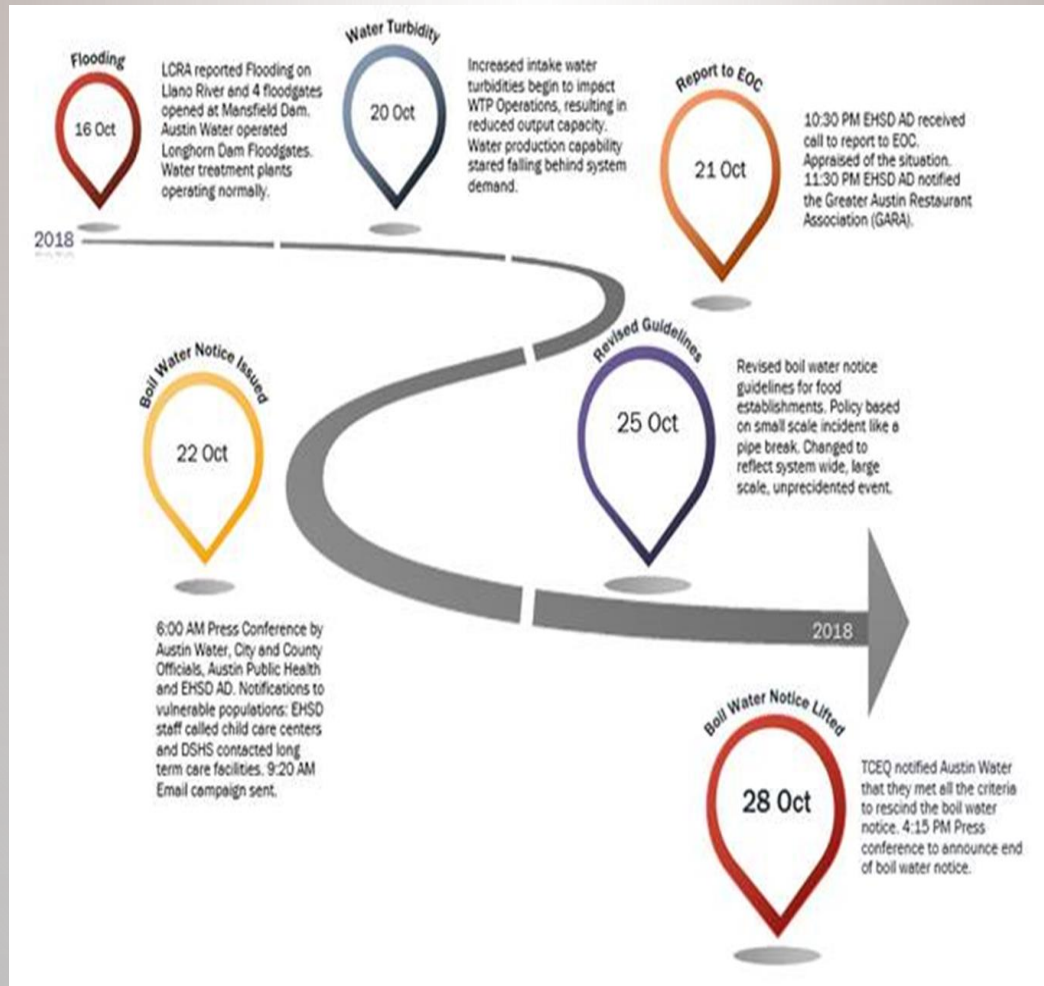 Flooding
16 Oct
LCRA reported Flooding on
Llano River and 4 floodgates
opened at Mansfield Dam.
Austin Water operated
Longhorn Dam Floodgates.
Water treatment plants
operating normally.
Water Turbidity
20 Oct
Increased intake water
turbidities begin to impact
WTP Operations, resulting in
reduced output capacity.
Water production capability
stared falling behind system
demand.
Report to EOC
21 Oct
10:30 PM EHSD AD received
call to report to EOC.
Appraised of the situation.
11:30 PM EHSD AD notified
the Greater Austin Restaurant
Association (GARA).
2018
Boil Water Notice Issued
22 Oct
6:00 AM Press Conference by
Austin Water, City and County
Officials, Austin Public Health
and EHSD AD. Notifications to
vulnerable populations: EHSD
staff called child care centers
and DSHS contacted long
term care facilities. 9:20 AM
Email campaign sent.
Revised Guidelines
25 Oct
Revised boil water notice
guidelines for food
establishments. Policy based
on small scale incident like a
pipe break. Changed to
reflect system wide, large
scale, unprecidented event.
2018
Boil Water Notice Lifted
28 Oct
TCEQ notified Austin Water
that they met all the criteria
to rescind the boil water
notice. 4:15 PM Press
conference to announce end
of boil water notice.